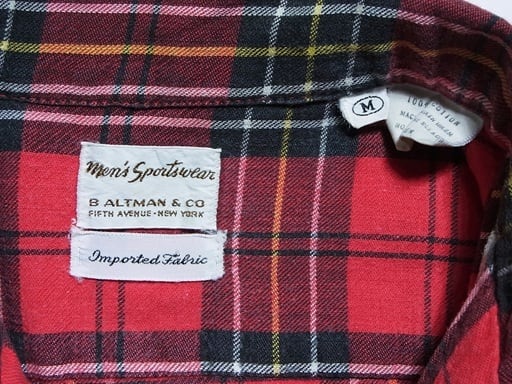 Men's Sportswear
B ALTMAN & CO
FIFTH AVENUE · NEW YORK
Imported Fabric
M
100% COTTON